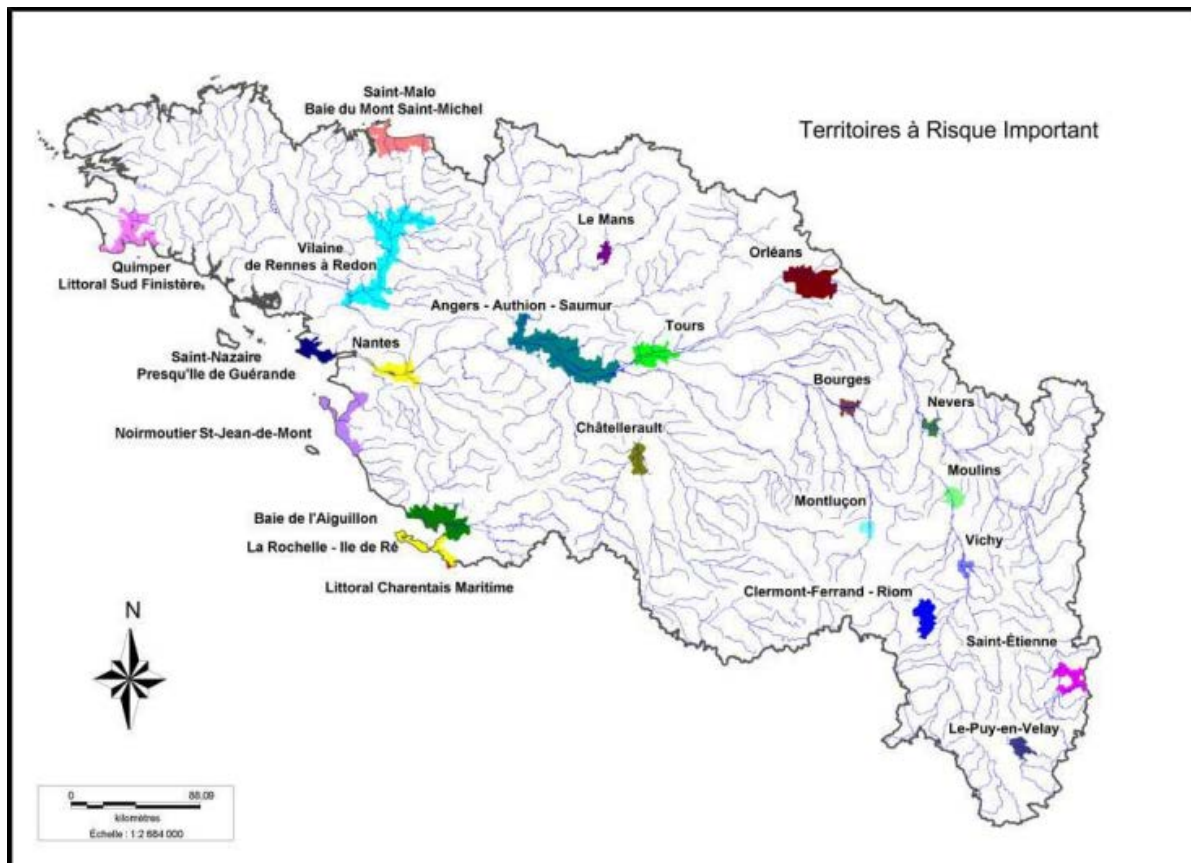 Saint-Malo
Baie du Mont Saint-Michel
Territoires à Risque Important
Le Mans
Orléans
Vilaine
de Rennes à Redon
Quimper
Littoral Sud Finistère
Angers - Authion - Saumur
Tours
Nantes
Saint-Nazaire
Presqu'Ile de Guérande
Bourges
Nevers
Noirmoutier St-Jean-de-Mont
Châtellerault
Moulins
Montluçon
Baie de l'Aiguillon
La Rochelle - Ile de Ré
Vichy
Littoral Charentais Maritime
Clermont-Ferrand - Riom
N
Saint-Étienne
Le-Puy-en-Velay
0 88.09
kilomètres
Échelle : 1:2 684 000